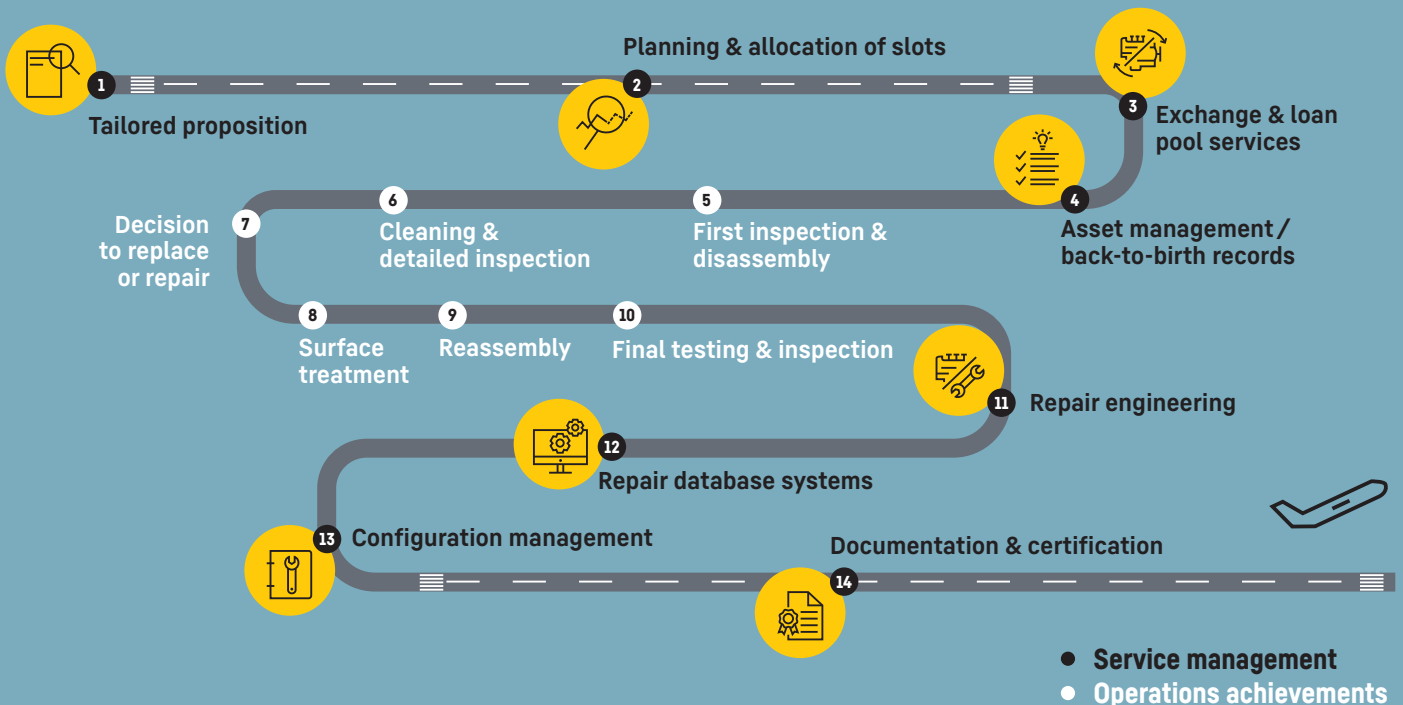 Planning & allocation of slots
1
2
3
Tailored proposition
Exchange & loan
pool services
4
Asset management /
back-to-birth records
5
First inspection &
disassembly
6
Cleaning &
detailed inspection
7
Decision
to replace
or repair
8
Surface
treatment
9
Reassembly
10
Final testing & inspection
11
Repair engineering
12
Repair database systems
13
Configuration management
Documentation & certification
14
Service management
Operations achievements